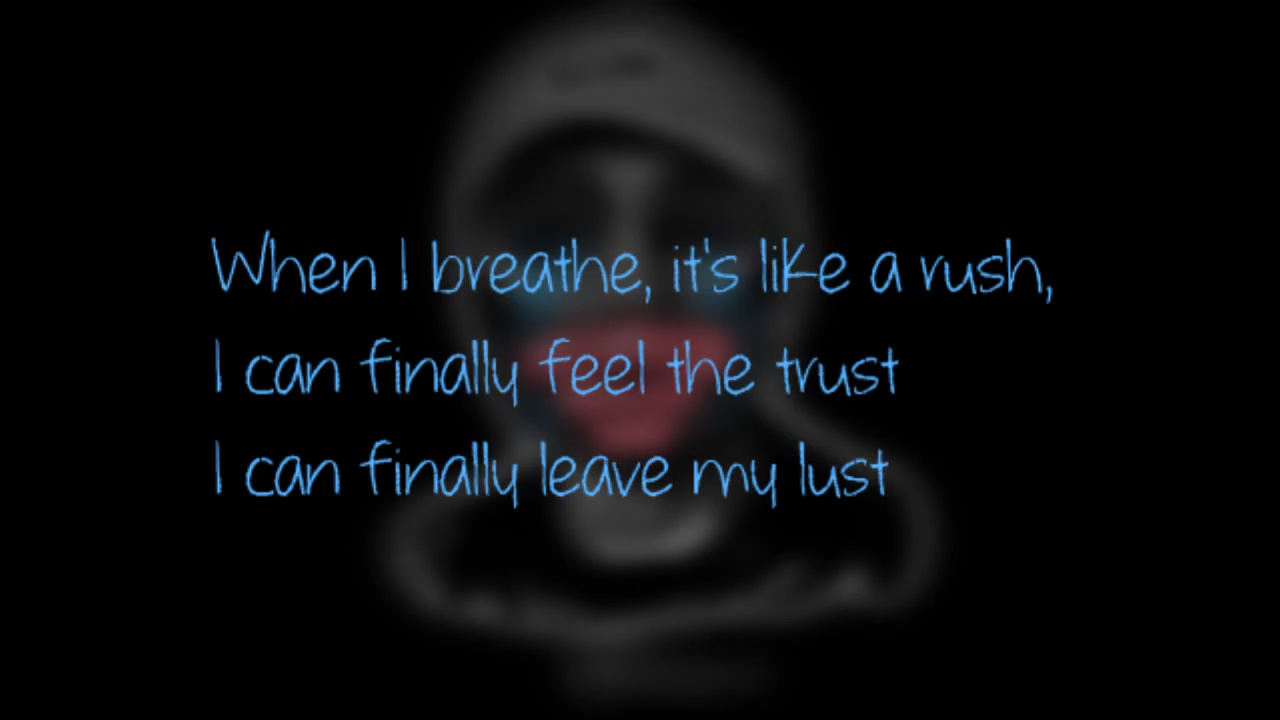 When I breathe, it's like a rush,
I can finally feel the trust
I can finally leave my lust